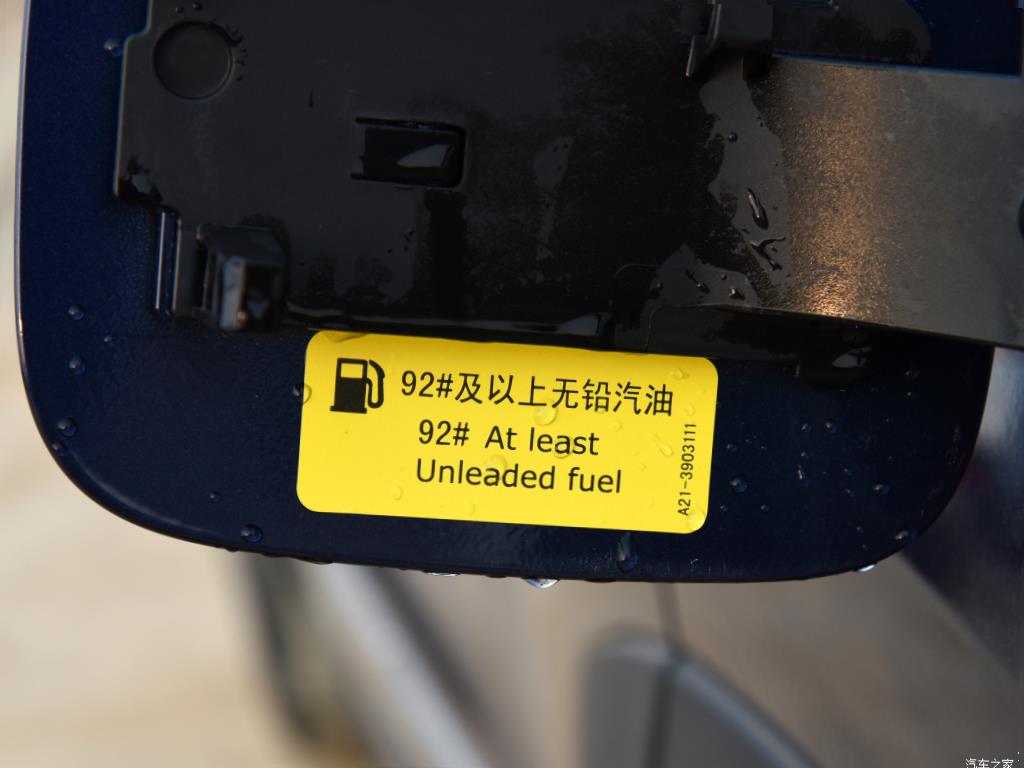 92#及以上无铅汽油
92# At least
Unleaded fuel
A21-3903111
汽车之家